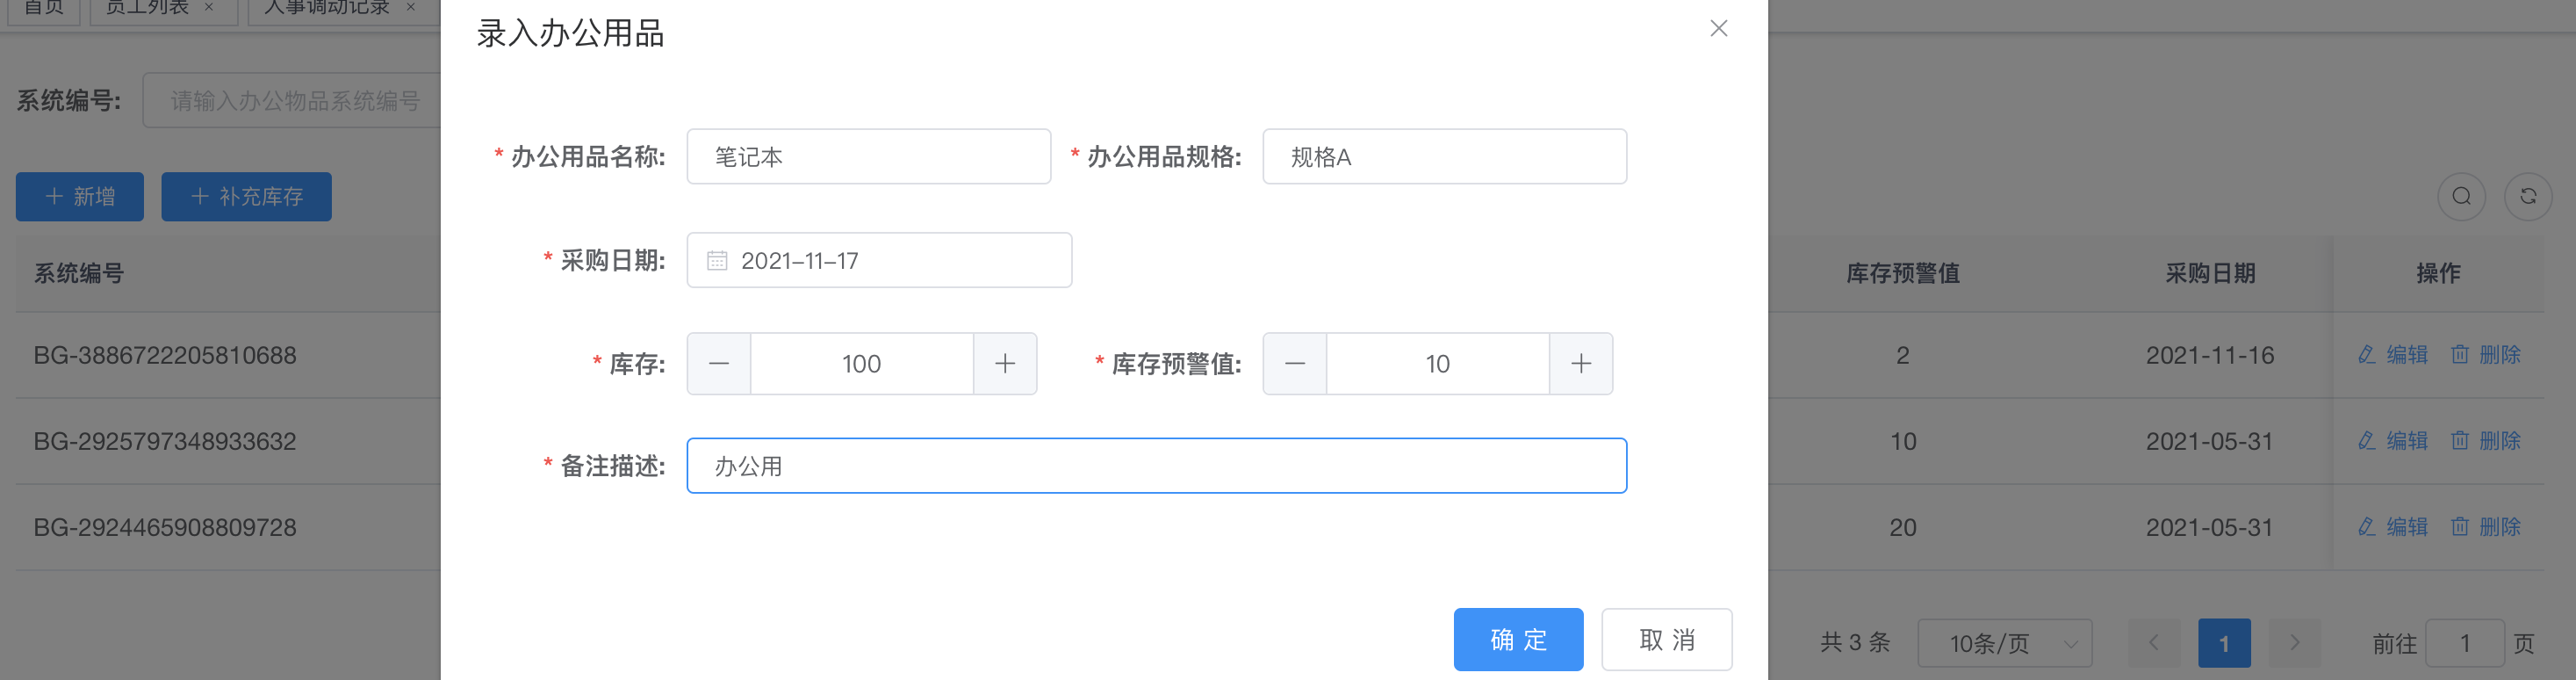 首页 员工列表 × 人事调动记录 ×
录入办公用品
系统编号: 请输入办公物品系统编号
* 办公用品名称: 笔记本 * 办公用品规格: 规格A
+ 新增 + 补充库存
* 采购日期: 2021-11-17
系统编号 库存预警值 采购日期 操作
BG-3886722205810688 2 2021-11-16 编辑 删除
* 库存: 100 * 库存预警值: 10
BG-2925797348933632 10 2021-05-31 编辑 删除
* 备注描述: 办公用
BG-2924465908809728 20 2021-05-31 编辑 删除
确 定 取 消
共 3 条 10条/页 1 前往 1 页